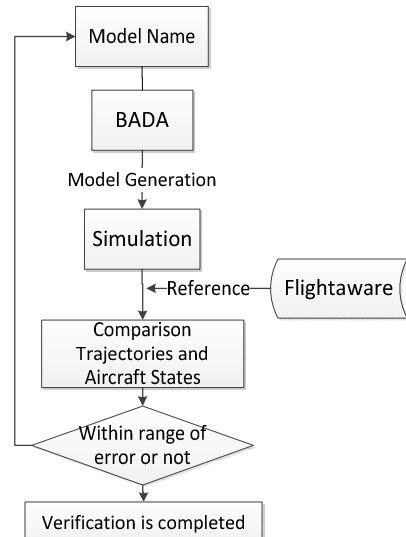 Model Name
BADA
Model Generation
Simulation
Reference
Flightaware
Comparison
Trajectories and
Aircraft States
Within range of
error or not
Verification is completed